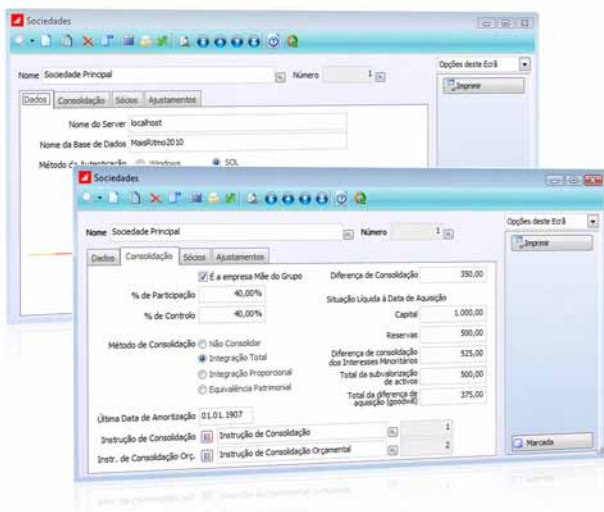 Sociedades
Opções deste Ecrã
Nome Sociedade Principal Número 1
Imprimir
Dados Consolidação Sócios Ajustamentos
Nome do Server localhost
Nome da Base de Dados MaisRitmo2010
Método da Autenticação Windows SQL
Sociedades
Opções deste Ecrã
Nome Sociedade Principal Número 1
Imprimir
Dados Consolidação Sócios Ajustamentos
É a empresa Mãe do Grupo Diferença de Consolidação 350,00
% de Participação 40,00% Situação Líquida à Data de Aquisição
% de Controlo 40,00% Capital 1.000,00
Reservas 500,00
Método de Consolidação Não Consolidar
Integração Total
Integração Proporcional
Equivalência Patrimonial
Diferença de consolidação
dos Interesses Minoritários 525,00
Total da subvalorização
de activos 500,00
Total da diferença de
aquisição (goodwil) 375,00
Última Data de Amortização 01.01.1907
Instrução de Consolidação Instrução de Consolidação 1
Instr. de Consolidação Orç. Instrução de Consolidação Orçamental 2
Marcada